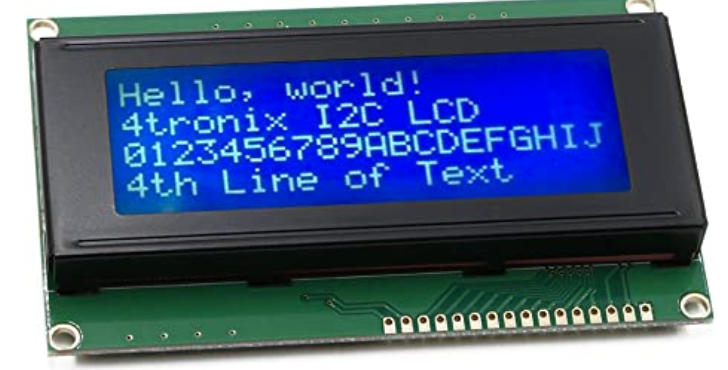 Hello, world!
4tronix I2C LCD
0123456789ABCDEFGHIJ
4th Line of Text